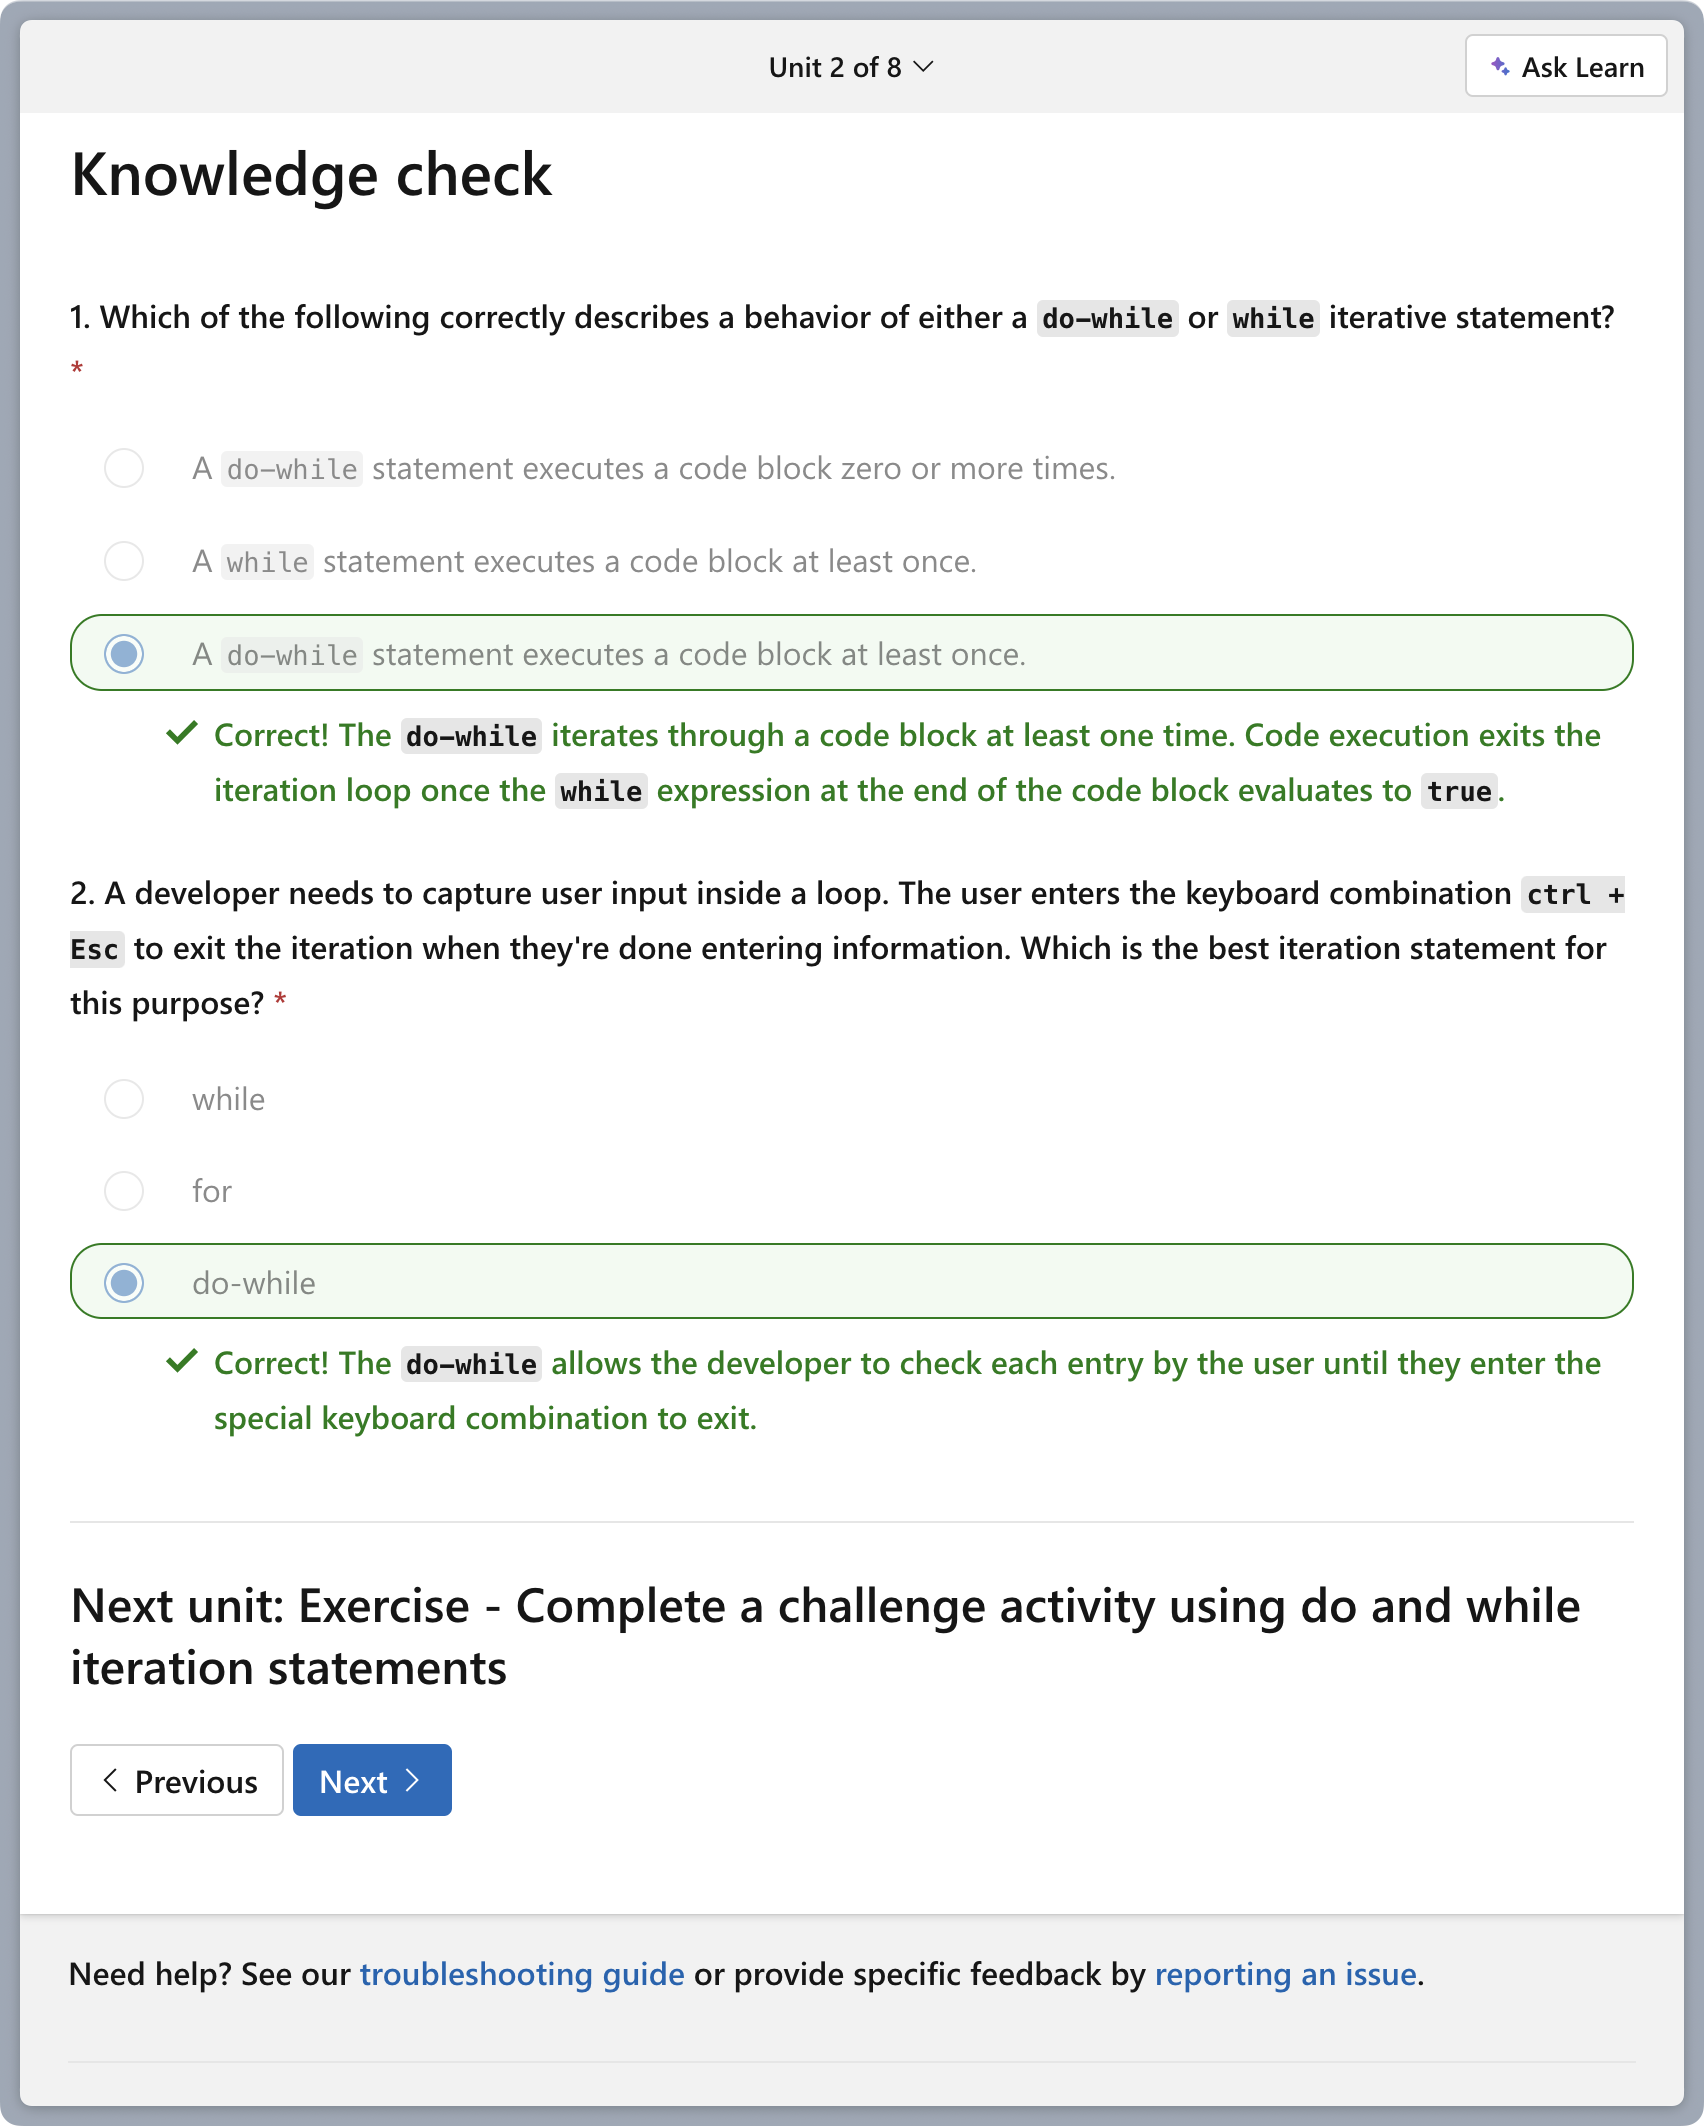 Unit 2 of 8
Ask Learn
Knowledge check
1. Which of the following correctly describes a behavior of either a do-while or while iterative statement?
*
A do-while statement executes a code block zero or more times.
A while statement executes a code block at least once.
A do-while statement executes a code block at least once.
Correct! The do-while iterates through a code block at least one time. Code execution exits the
iteration loop once the while expression at the end of the code block evaluates to true.
2. A developer needs to capture user input inside a loop. The user enters the keyboard combination ctrl +
Esc to exit the iteration when they're done entering information. Which is the best iteration statement for
this purpose? *
while
for
do-while
Correct! The do-while allows the developer to check each entry by the user until they enter the
special keyboard combination to exit.
Next unit: Exercise - Complete a challenge activity using do and while
iteration statements
Previous
Next
Need help? See our troubleshooting guide or provide specific feedback by reporting an issue.